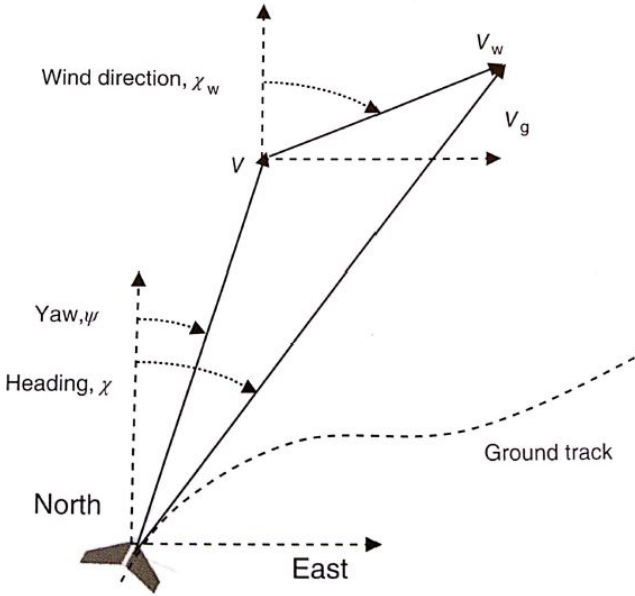 V_w
Wind direction, χ_w
V_g
V
Yaw,ψ
Heading, χ
Ground track
North
East